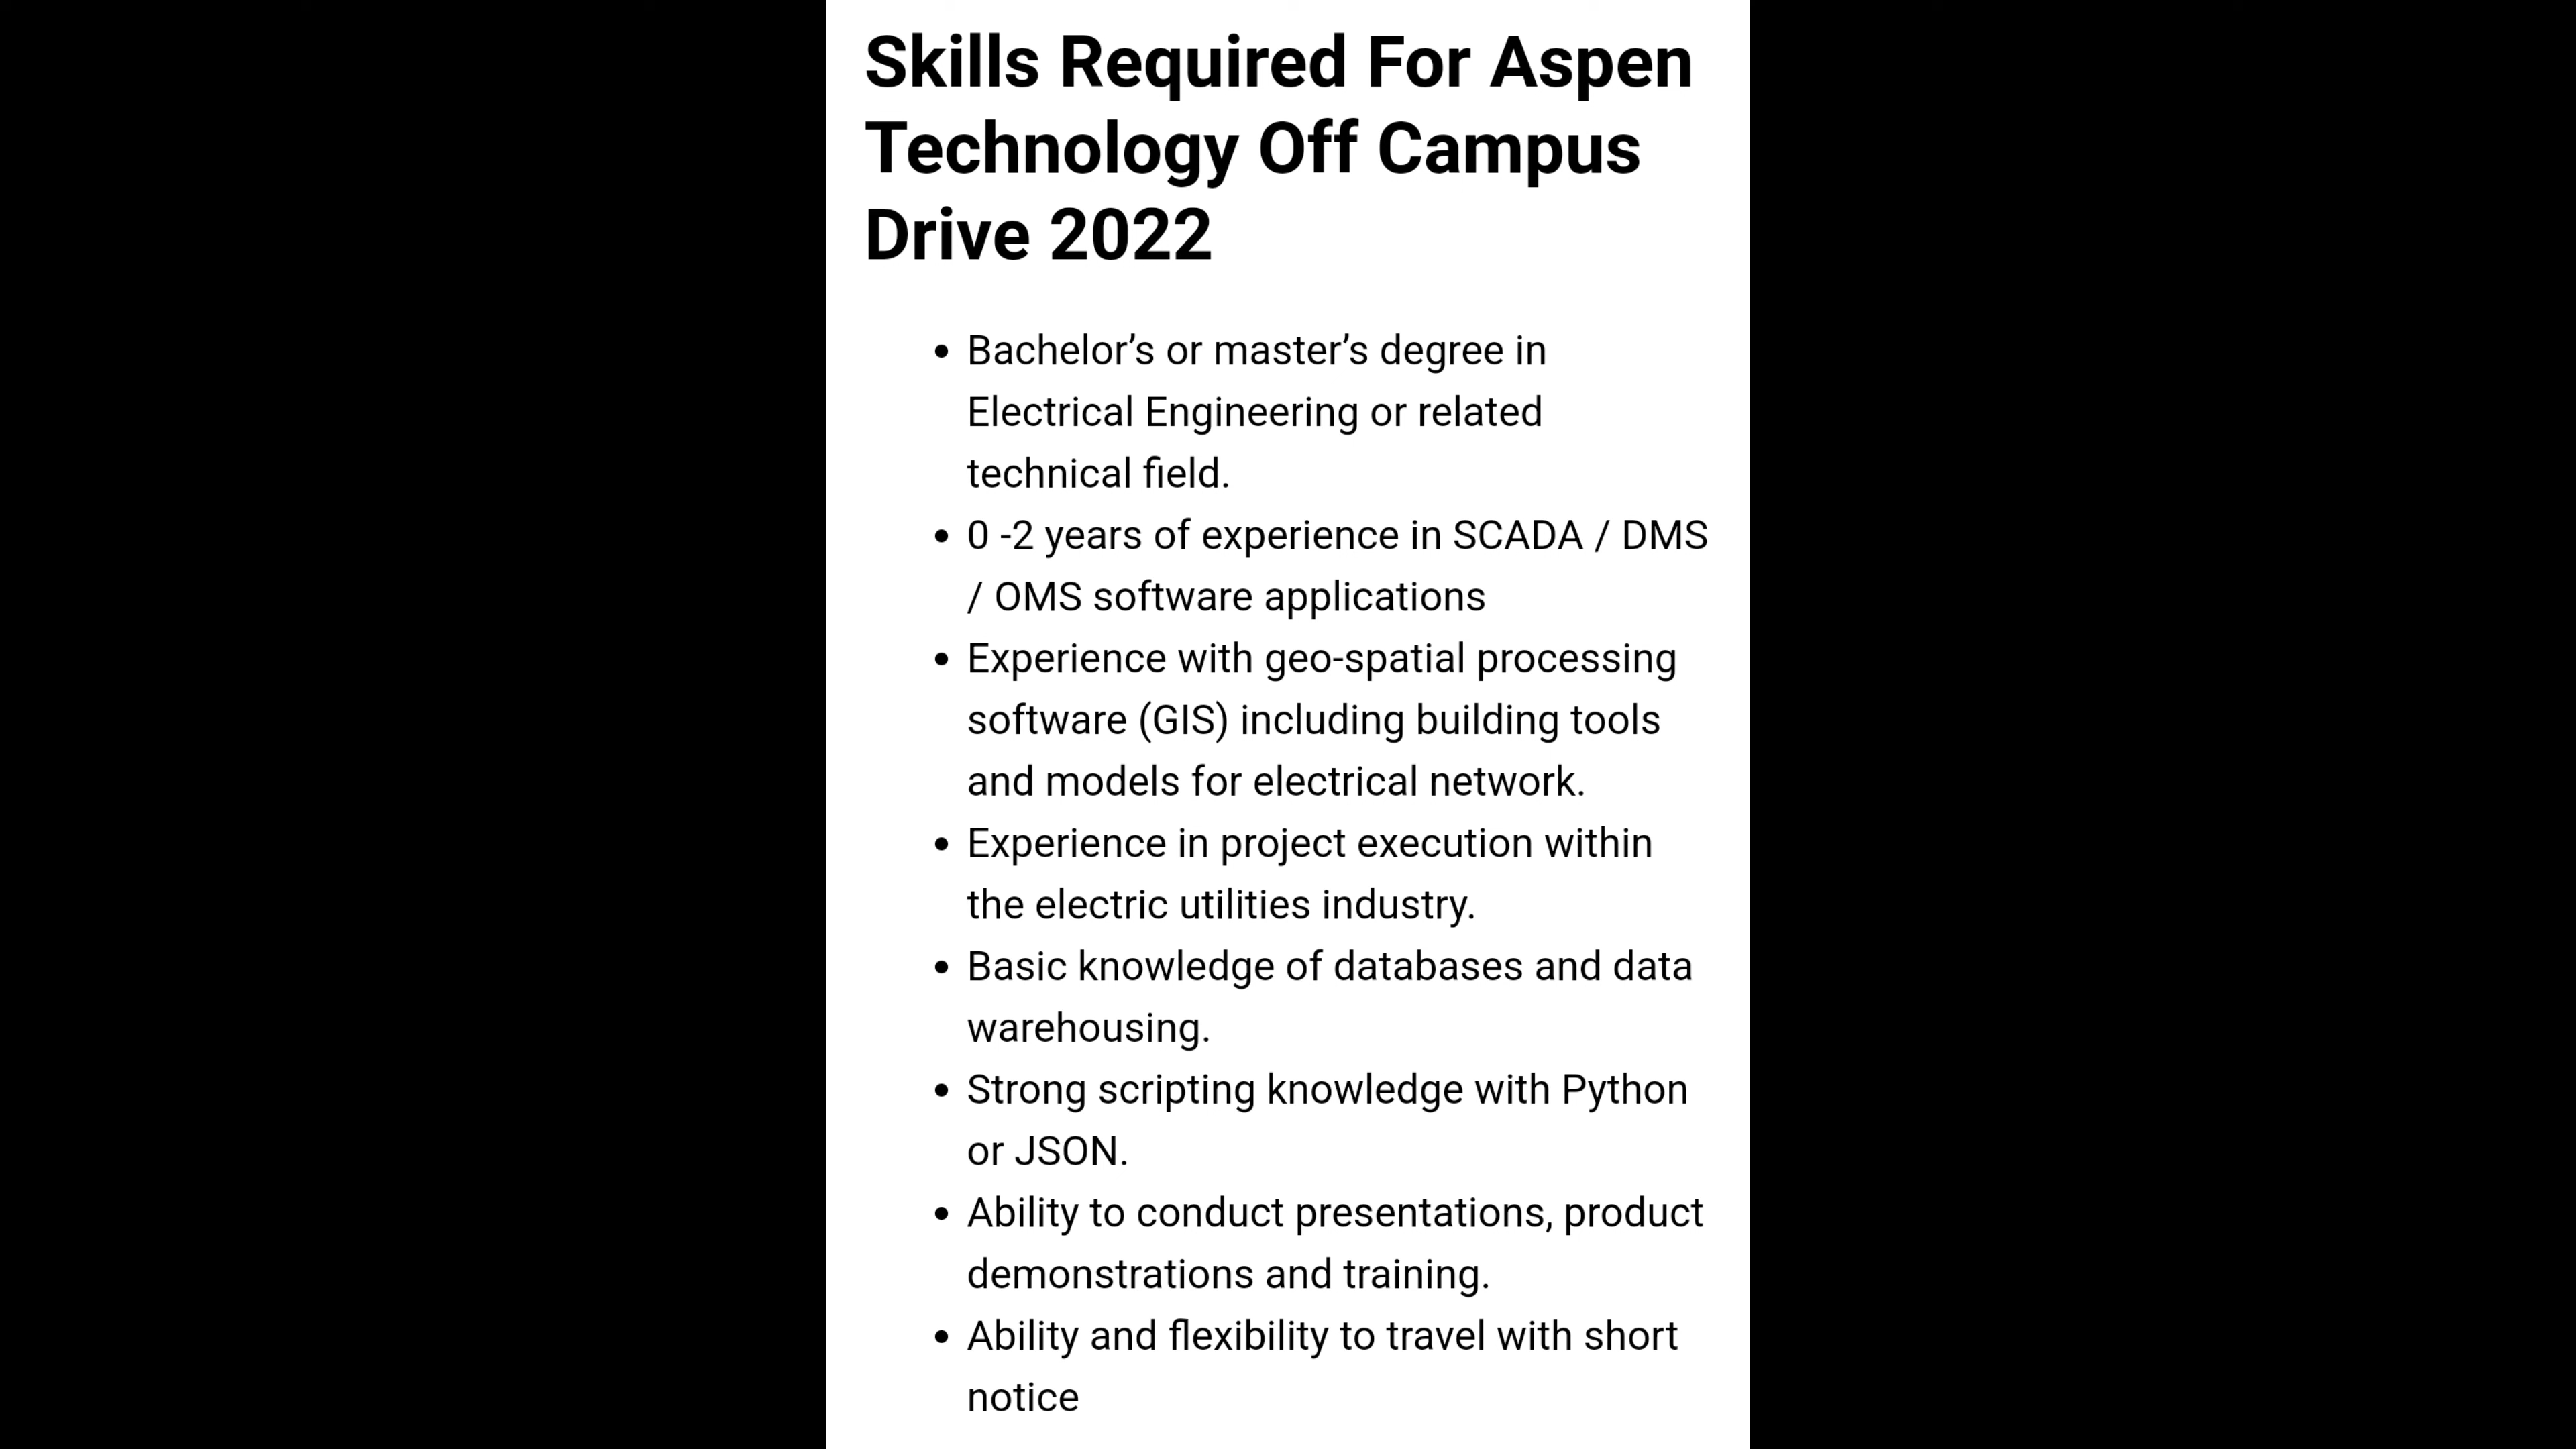 Skills Required For Aspen
Technology Off Campus
Drive 2022
• Bachelor’s or master’s degree in
Electrical Engineering or related
technical field.
• 0 -2 years of experience in SCADA / DMS
/ OMS software applications
• Experience with geo-spatial processing
software (GIS) including building tools
and models for electrical network.
• Experience in project execution within
the electric utilities industry.
• Basic knowledge of databases and data
warehousing.
• Strong scripting knowledge with Python
or JSON.
• Ability to conduct presentations, product
demonstrations and training.
• Ability and flexibility to travel with short
notice